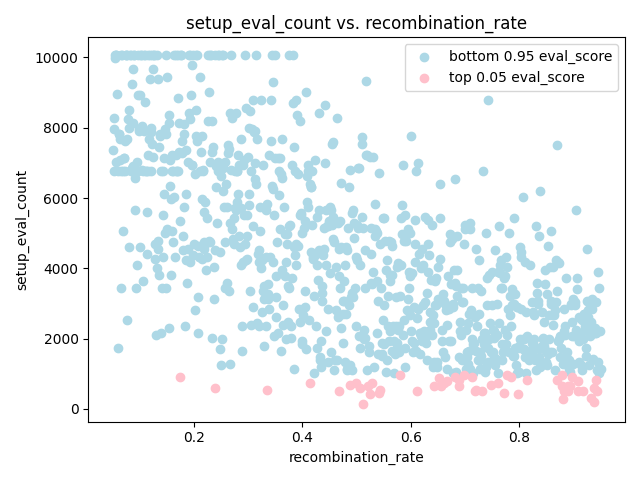 setup_eval_count vs. recombination_rate
bottom 0.95 eval_score
top 0.05 eval_score
10000
8000
6000
4000
2000
0
setup_eval_count
0.2 0.4 0.6 0.8
recombination_rate